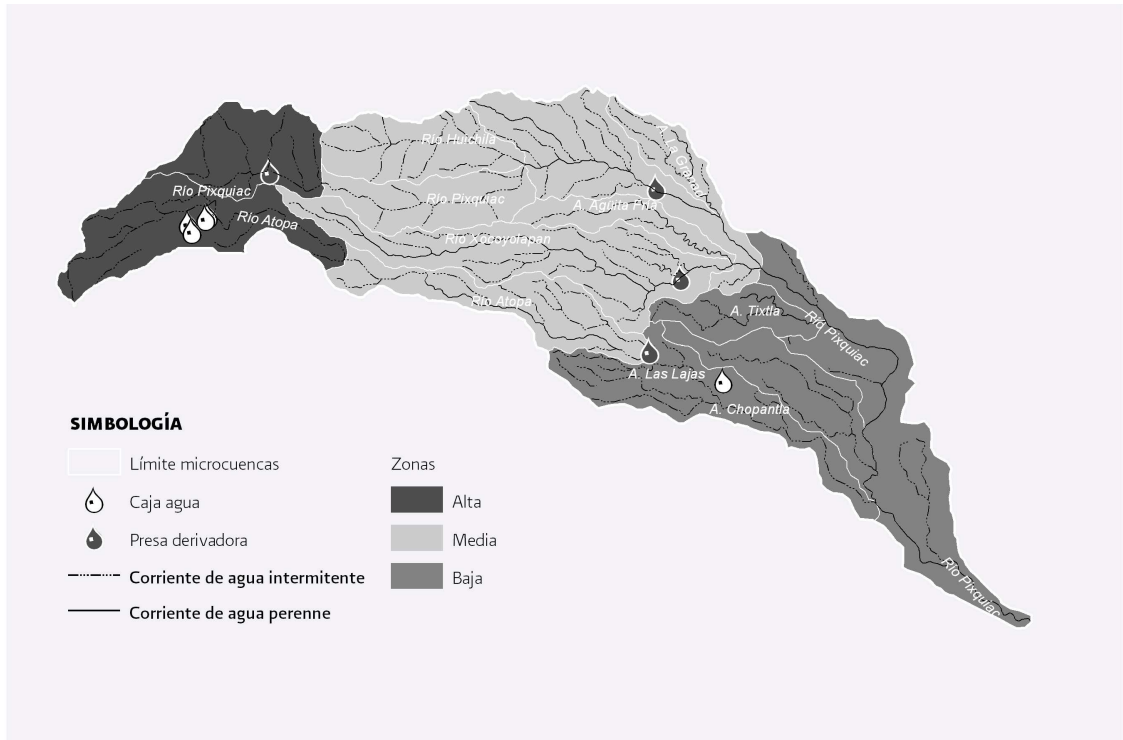 Río Huichila
A. La Granda
Río Pixquiac
Río Pixquiac
A. Agüita Fría
Río Atopa
Río Xocoyolapan
Río Atopa
A. Tixtla
Río Pixquiac
A. Las Lajas
A. Chopantla
Río Pixquiac
SIMBOLOGÍA
Límite microcuencas
Caja agua
Presa derivadora
Corriente de agua intermitente
Corriente de agua perenne
Zonas
Alta
Media
Baja